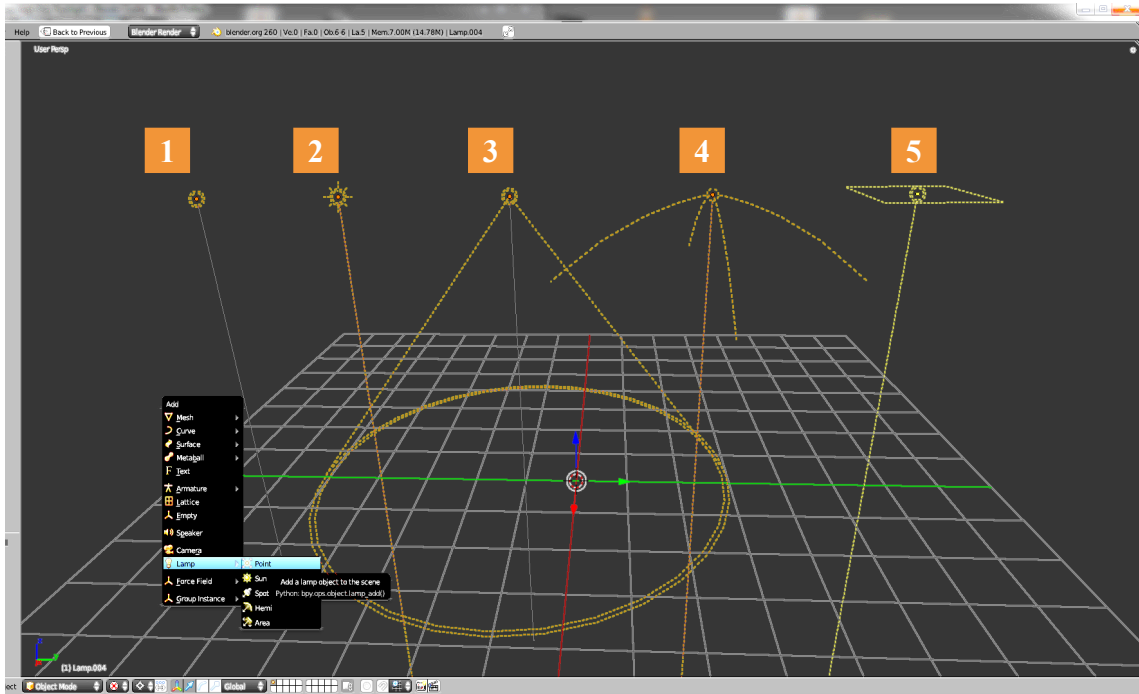 Help Back to Previous Blender Render blender.org 260 | Ve:0 | Fa:0 | Ob:6-6 | La:5 | Mem:7.00M (14.78M) | Lamp.004
User Persp
1 2 3 4 5
Add
Mesh
Curve
Surface
Metaball
Text
Armature
Lattice
Empty
Speaker
Camera
Lamp Point
Sun Add a lamp object to the scene
Force Field
Spot Python: bpy.ops.object.lamp_add()
Group Instance Hemi
Area
(1) Lamp.004
ect Object Mode Global